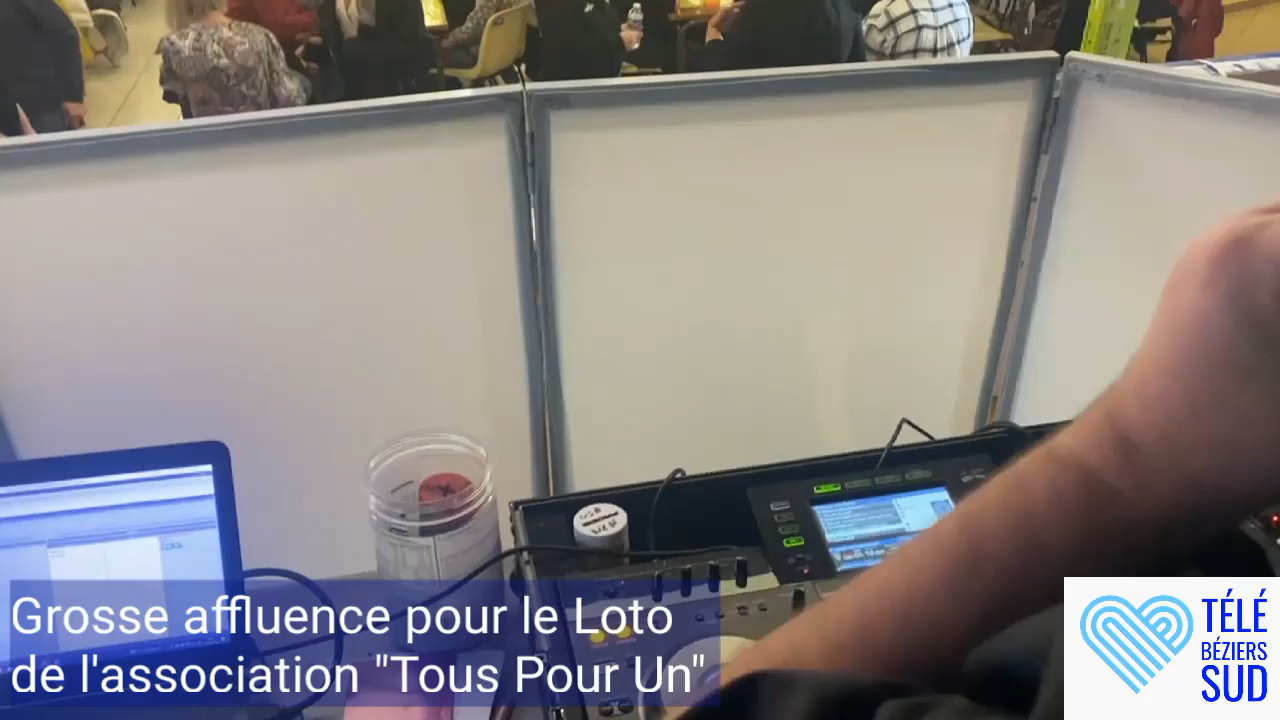 Grosse affluence pour le Loto
de l'association "Tous Pour Un"
TÉLÉ
BÉZIERS
SUD